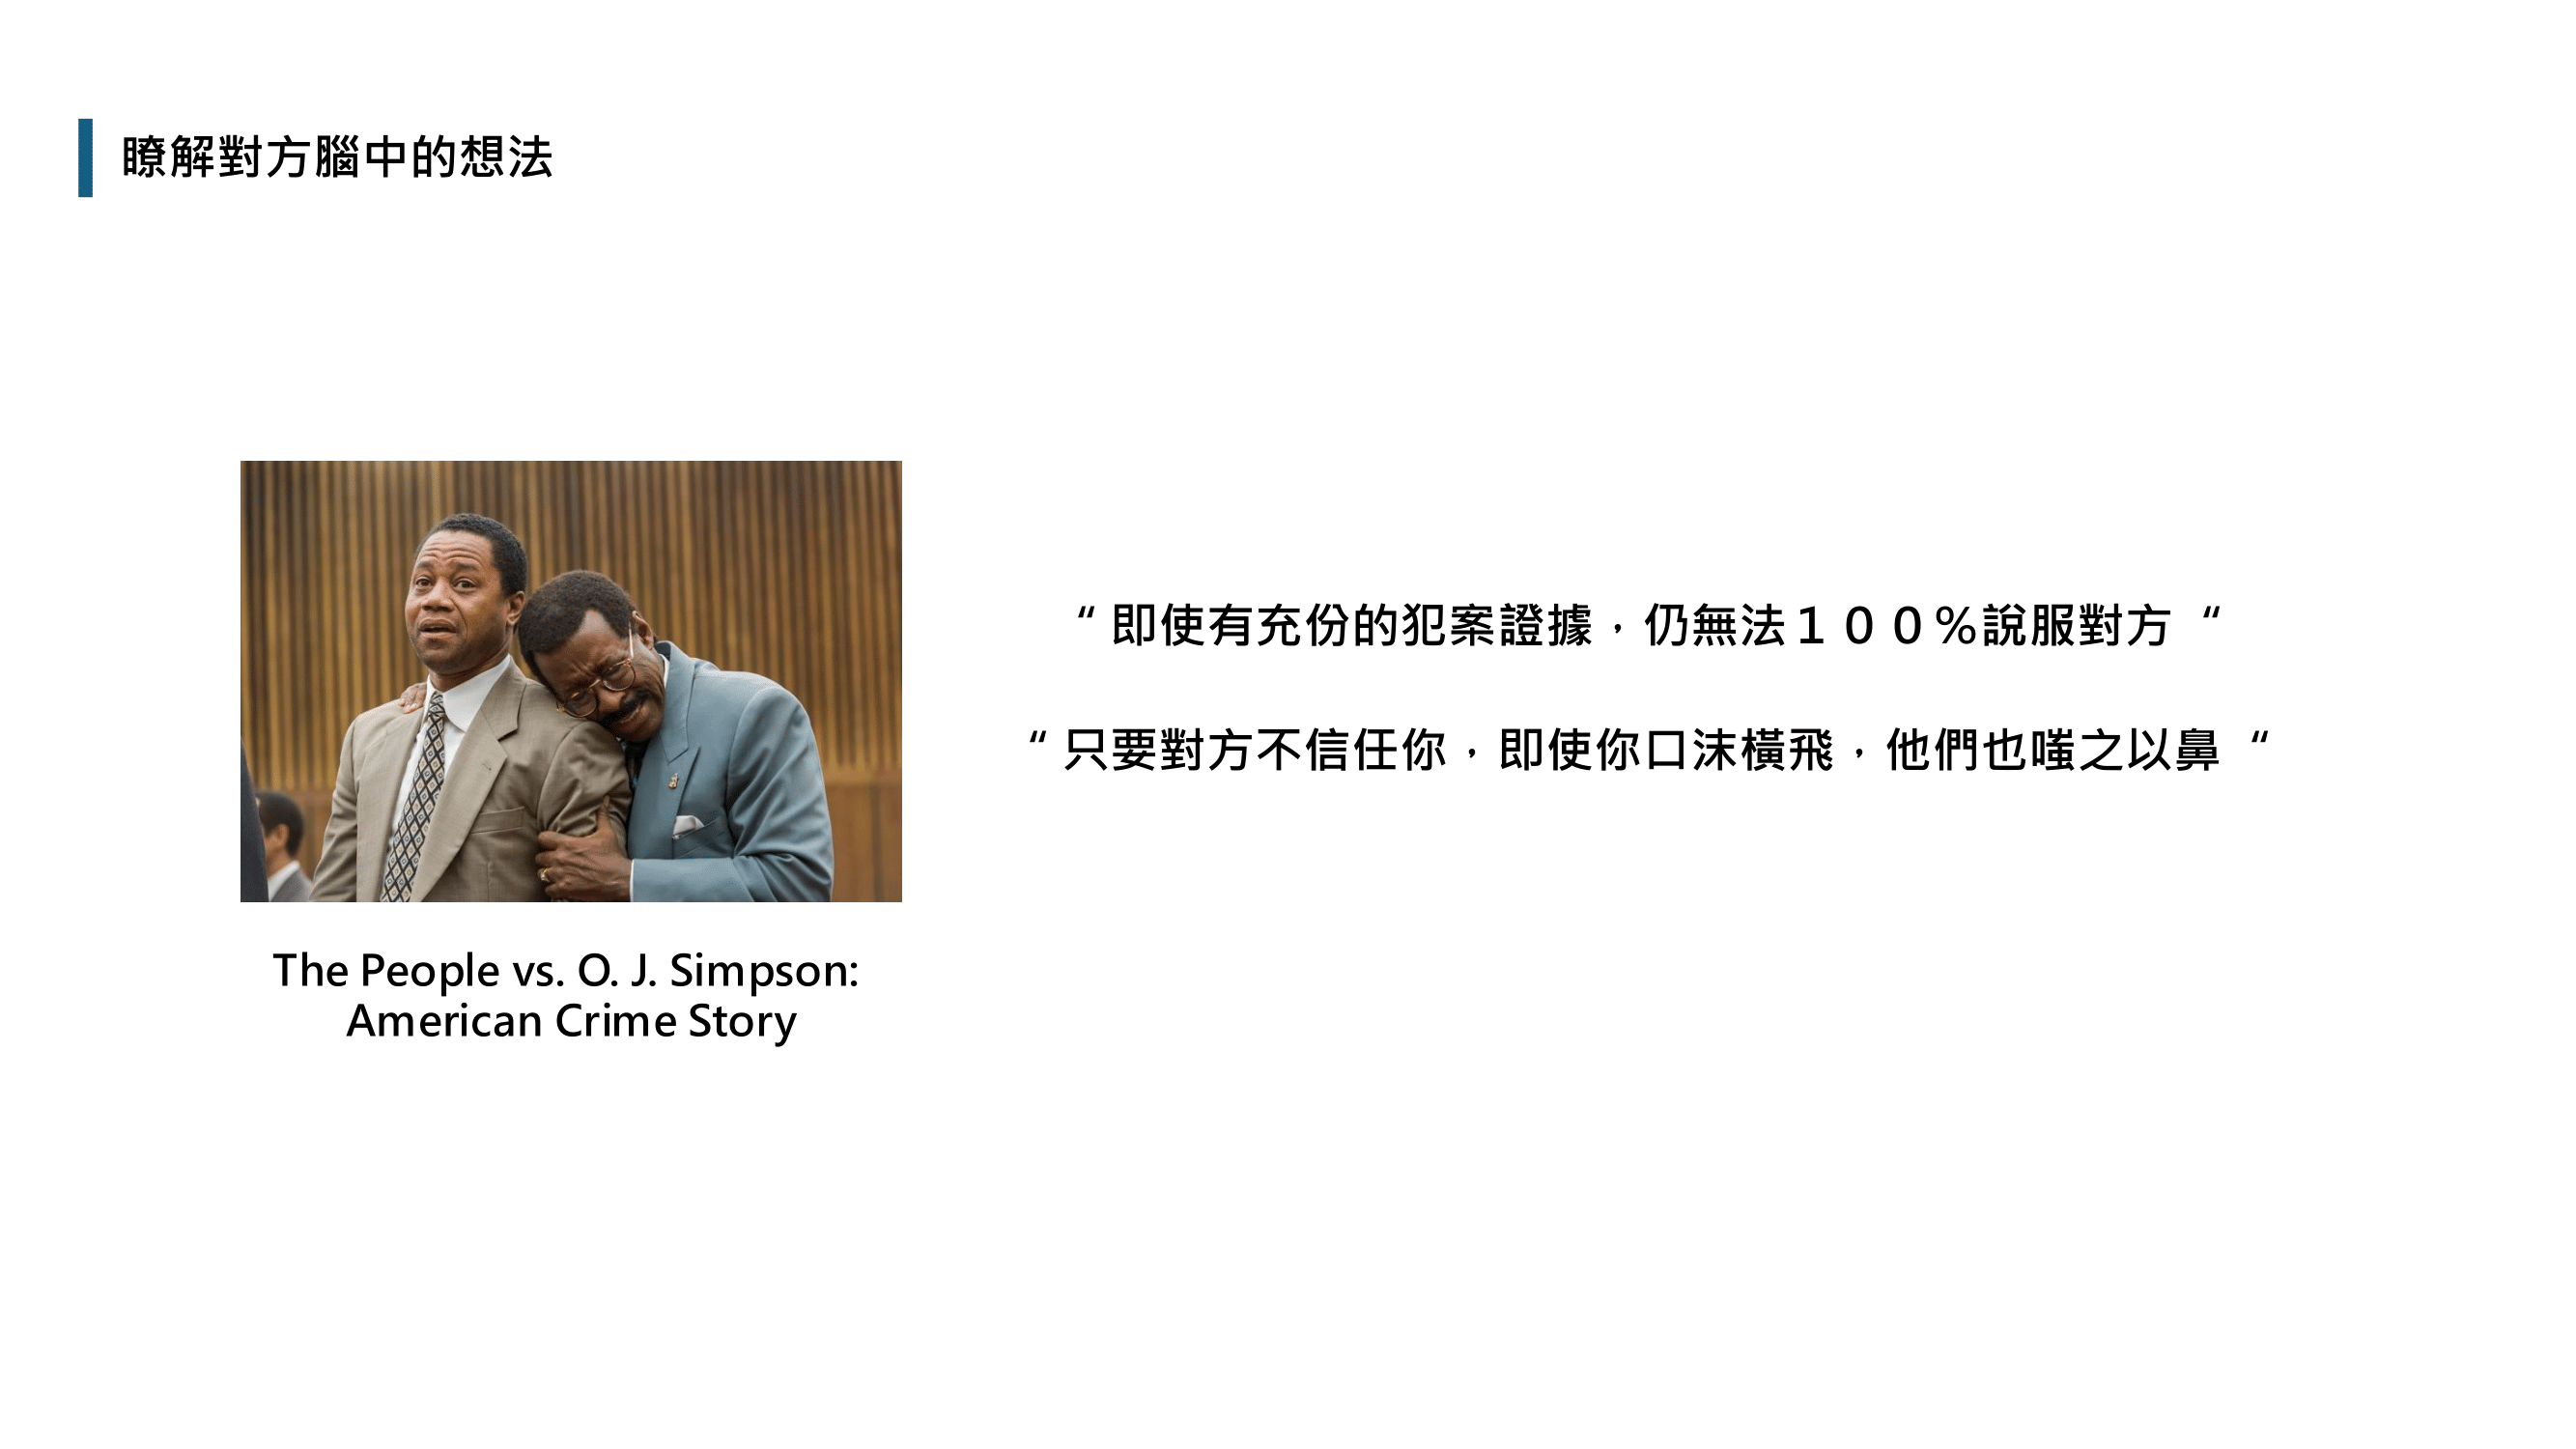 瞭解對方腦中的想法
“ 即使有充份的犯案證據，仍無法１００%說服對方 “
“ 只要對方不信任你，即使你口沫橫飛，他們也嗤之以鼻 “
The People vs. O. J. Simpson:
American Crime Story